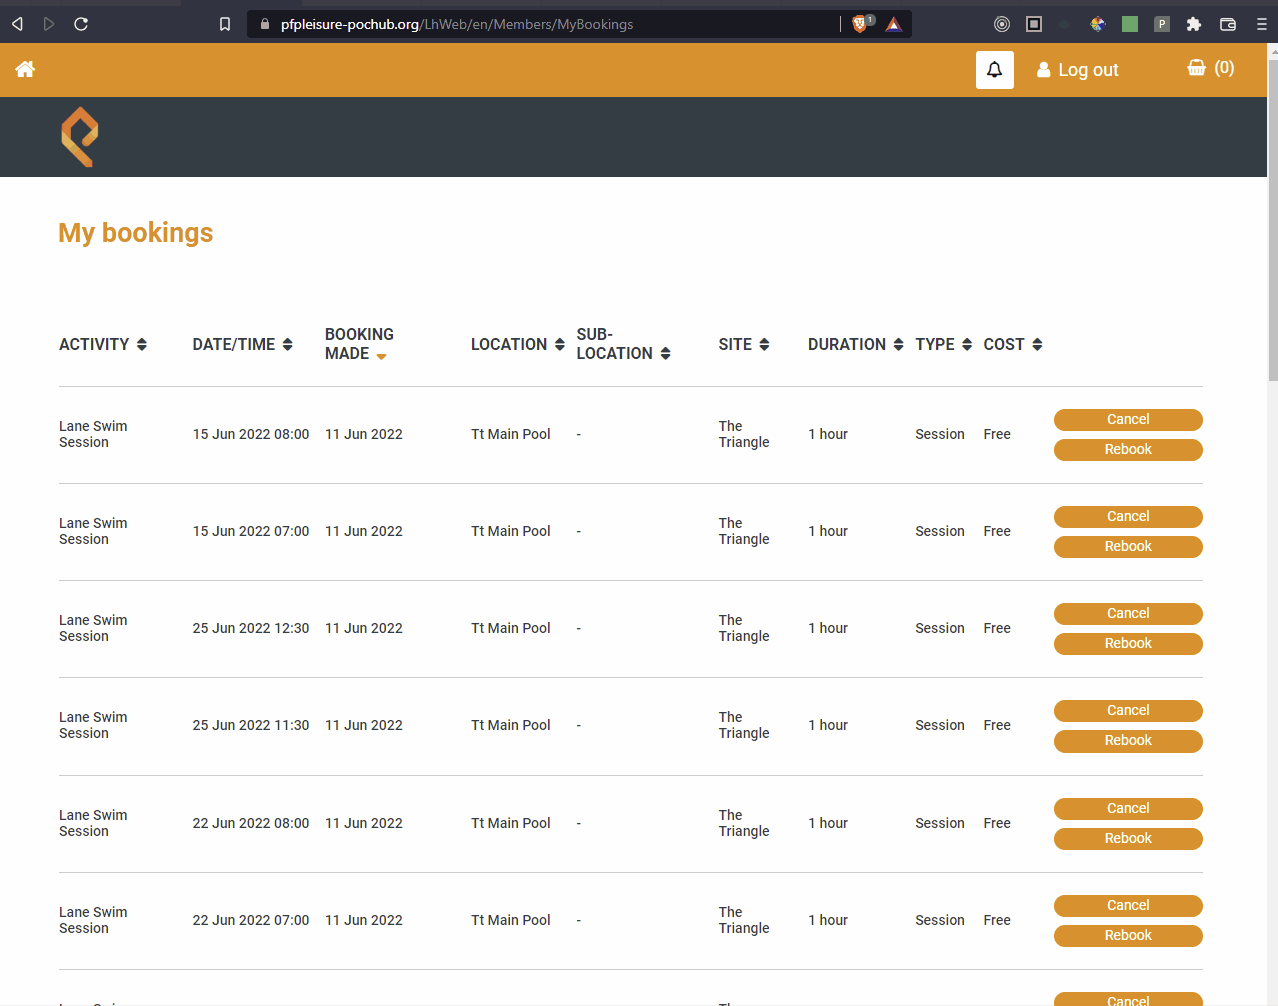 pfpleisure-pochub.org/LhWeb/en/Members/MyBookings
1
P
Log out
(0)
My bookings
ACTIVITY DATE/TIME BOOKING MADE LOCATION SUB-LOCATION SITE DURATION TYPE COST
Lane Swim Session 15 Jun 2022 08:00 11 Jun 2022 Tt Main Pool - The Triangle 1 hour Session Free Cancel
Rebook
Lane Swim Session 15 Jun 2022 07:00 11 Jun 2022 Tt Main Pool - The Triangle 1 hour Session Free Cancel
Rebook
Lane Swim Session 25 Jun 2022 12:30 11 Jun 2022 Tt Main Pool - The Triangle 1 hour Session Free Cancel
Rebook
Lane Swim Session 25 Jun 2022 11:30 11 Jun 2022 Tt Main Pool - The Triangle 1 hour Session Free Cancel
Rebook
Lane Swim Session 22 Jun 2022 08:00 11 Jun 2022 Tt Main Pool - The Triangle 1 hour Session Free Cancel
Rebook
Lane Swim Session 22 Jun 2022 07:00 11 Jun 2022 Tt Main Pool - The Triangle 1 hour Session Free Cancel
Rebook
Cancel